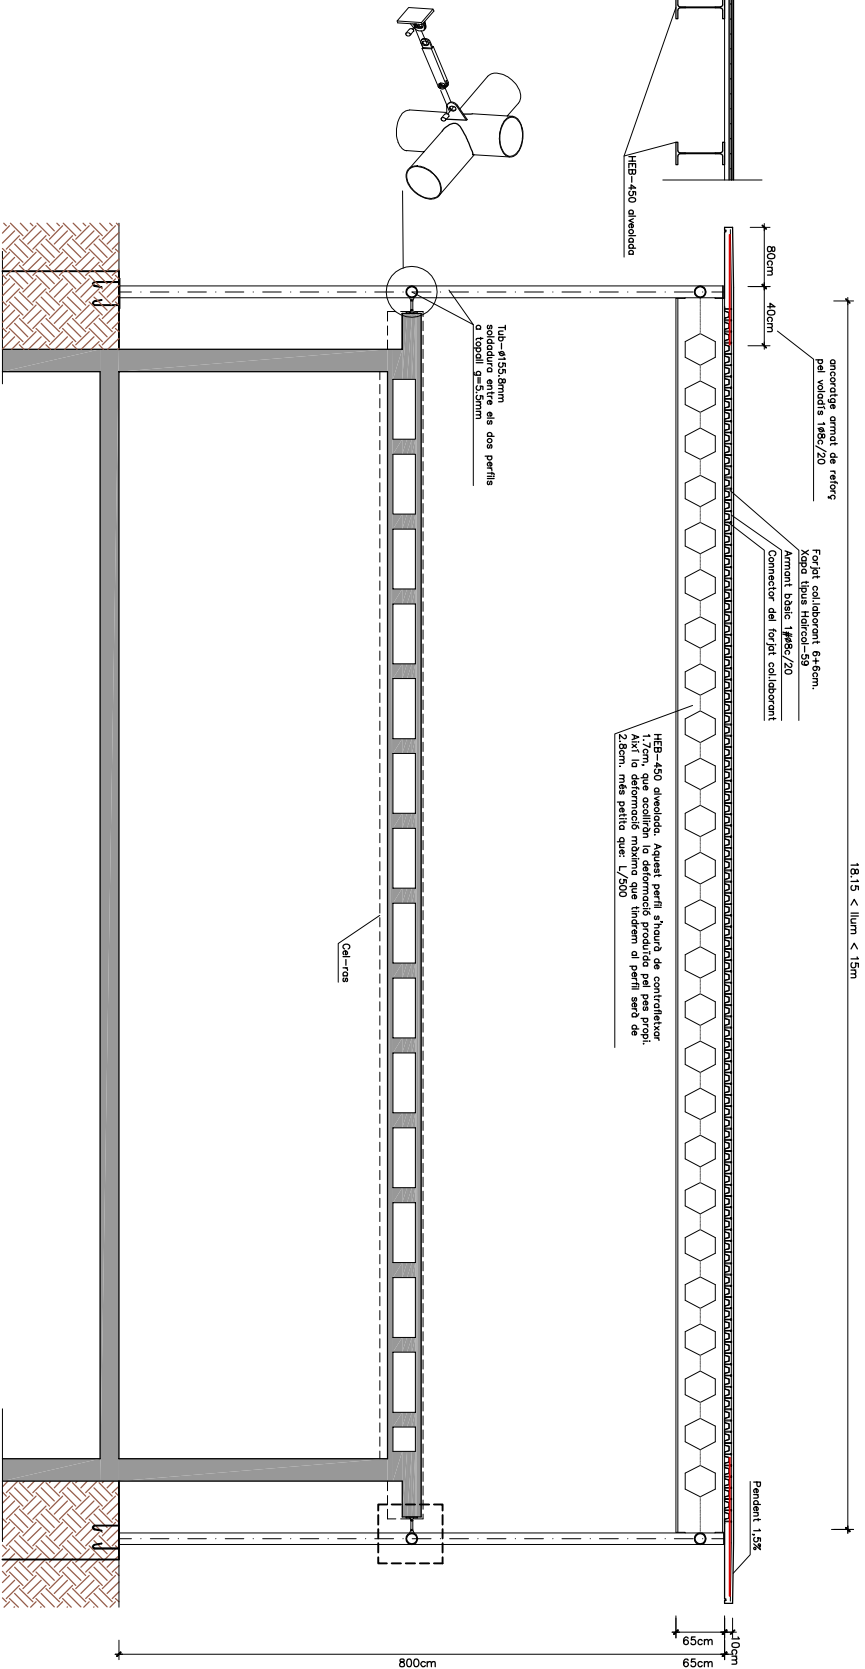 HEB-450 alveolada
80cm
40cm
ancoratge armat de reforç
pel voladís 1ø8c/20
Tub-ø155.8mm
soldadura entre els dos perfils
a topall g=5.5mm
Forjat col.laborant 6+6cm.
Xapa tipus Haircol-59
Armant bàsic 1#ø8c/20
Connector del forjat col.laborant
HEB-450 alveolada. Aquest perfil s'haurà de contrafletxar
1.7cm, que acolliràn la deformació produïda pel pes propi.
Així la deformació màxima que tindrem al perfil serà de
2.8cm. més petita que: L/500
18.15 < llum < 15m
Cel-ras
Pendent 1,5%
10cm
65cm
65cm
800cm